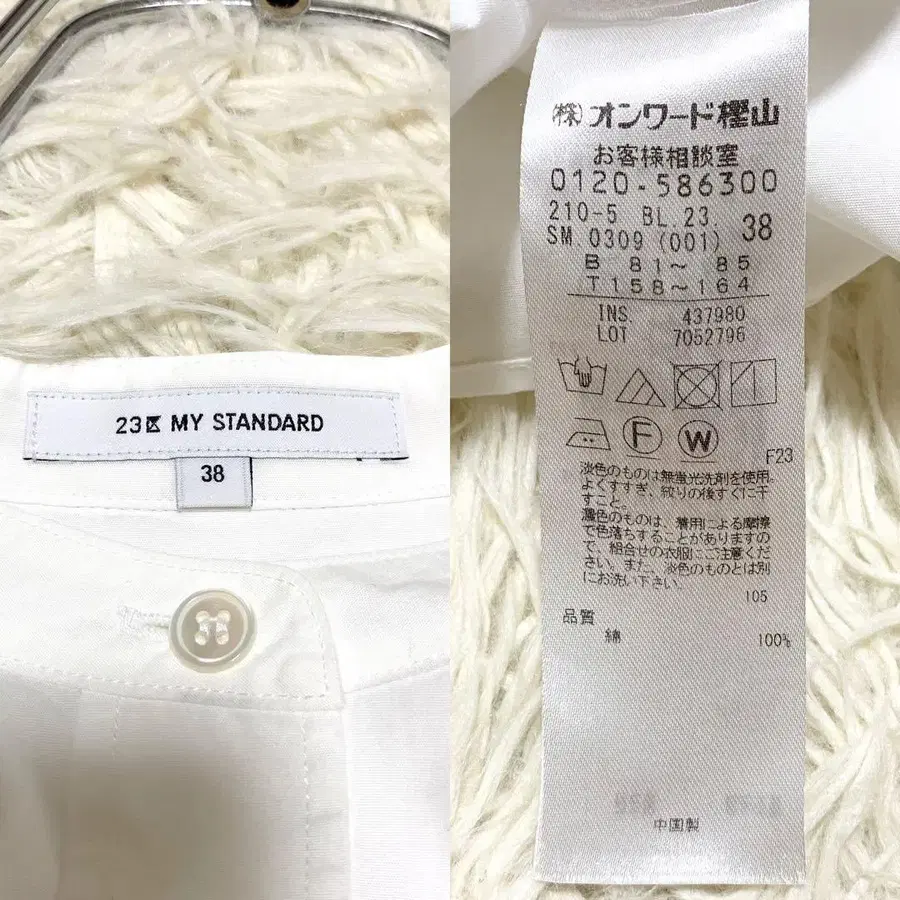 23区 MY STANDARD
38
(株)オンワード樫山
お客様相談室
0120-586300
210-5 BL.23.
SM.0309 (001) 38
B 81～ 85
T 158～164
INS. 437980
LOT 7052796
F W
F23
淡色のものは無蛍光洗剤を使用。
よくすすぎ、絞りの後すぐに干
すこと。
濃色のものは、着用による摩擦
で色落ちすることがありますの
で、組合せの衣服にご注意くだ
さい。また、淡色のものとは別
にお洗い下さい。
105
品質
綿 100%
中国製